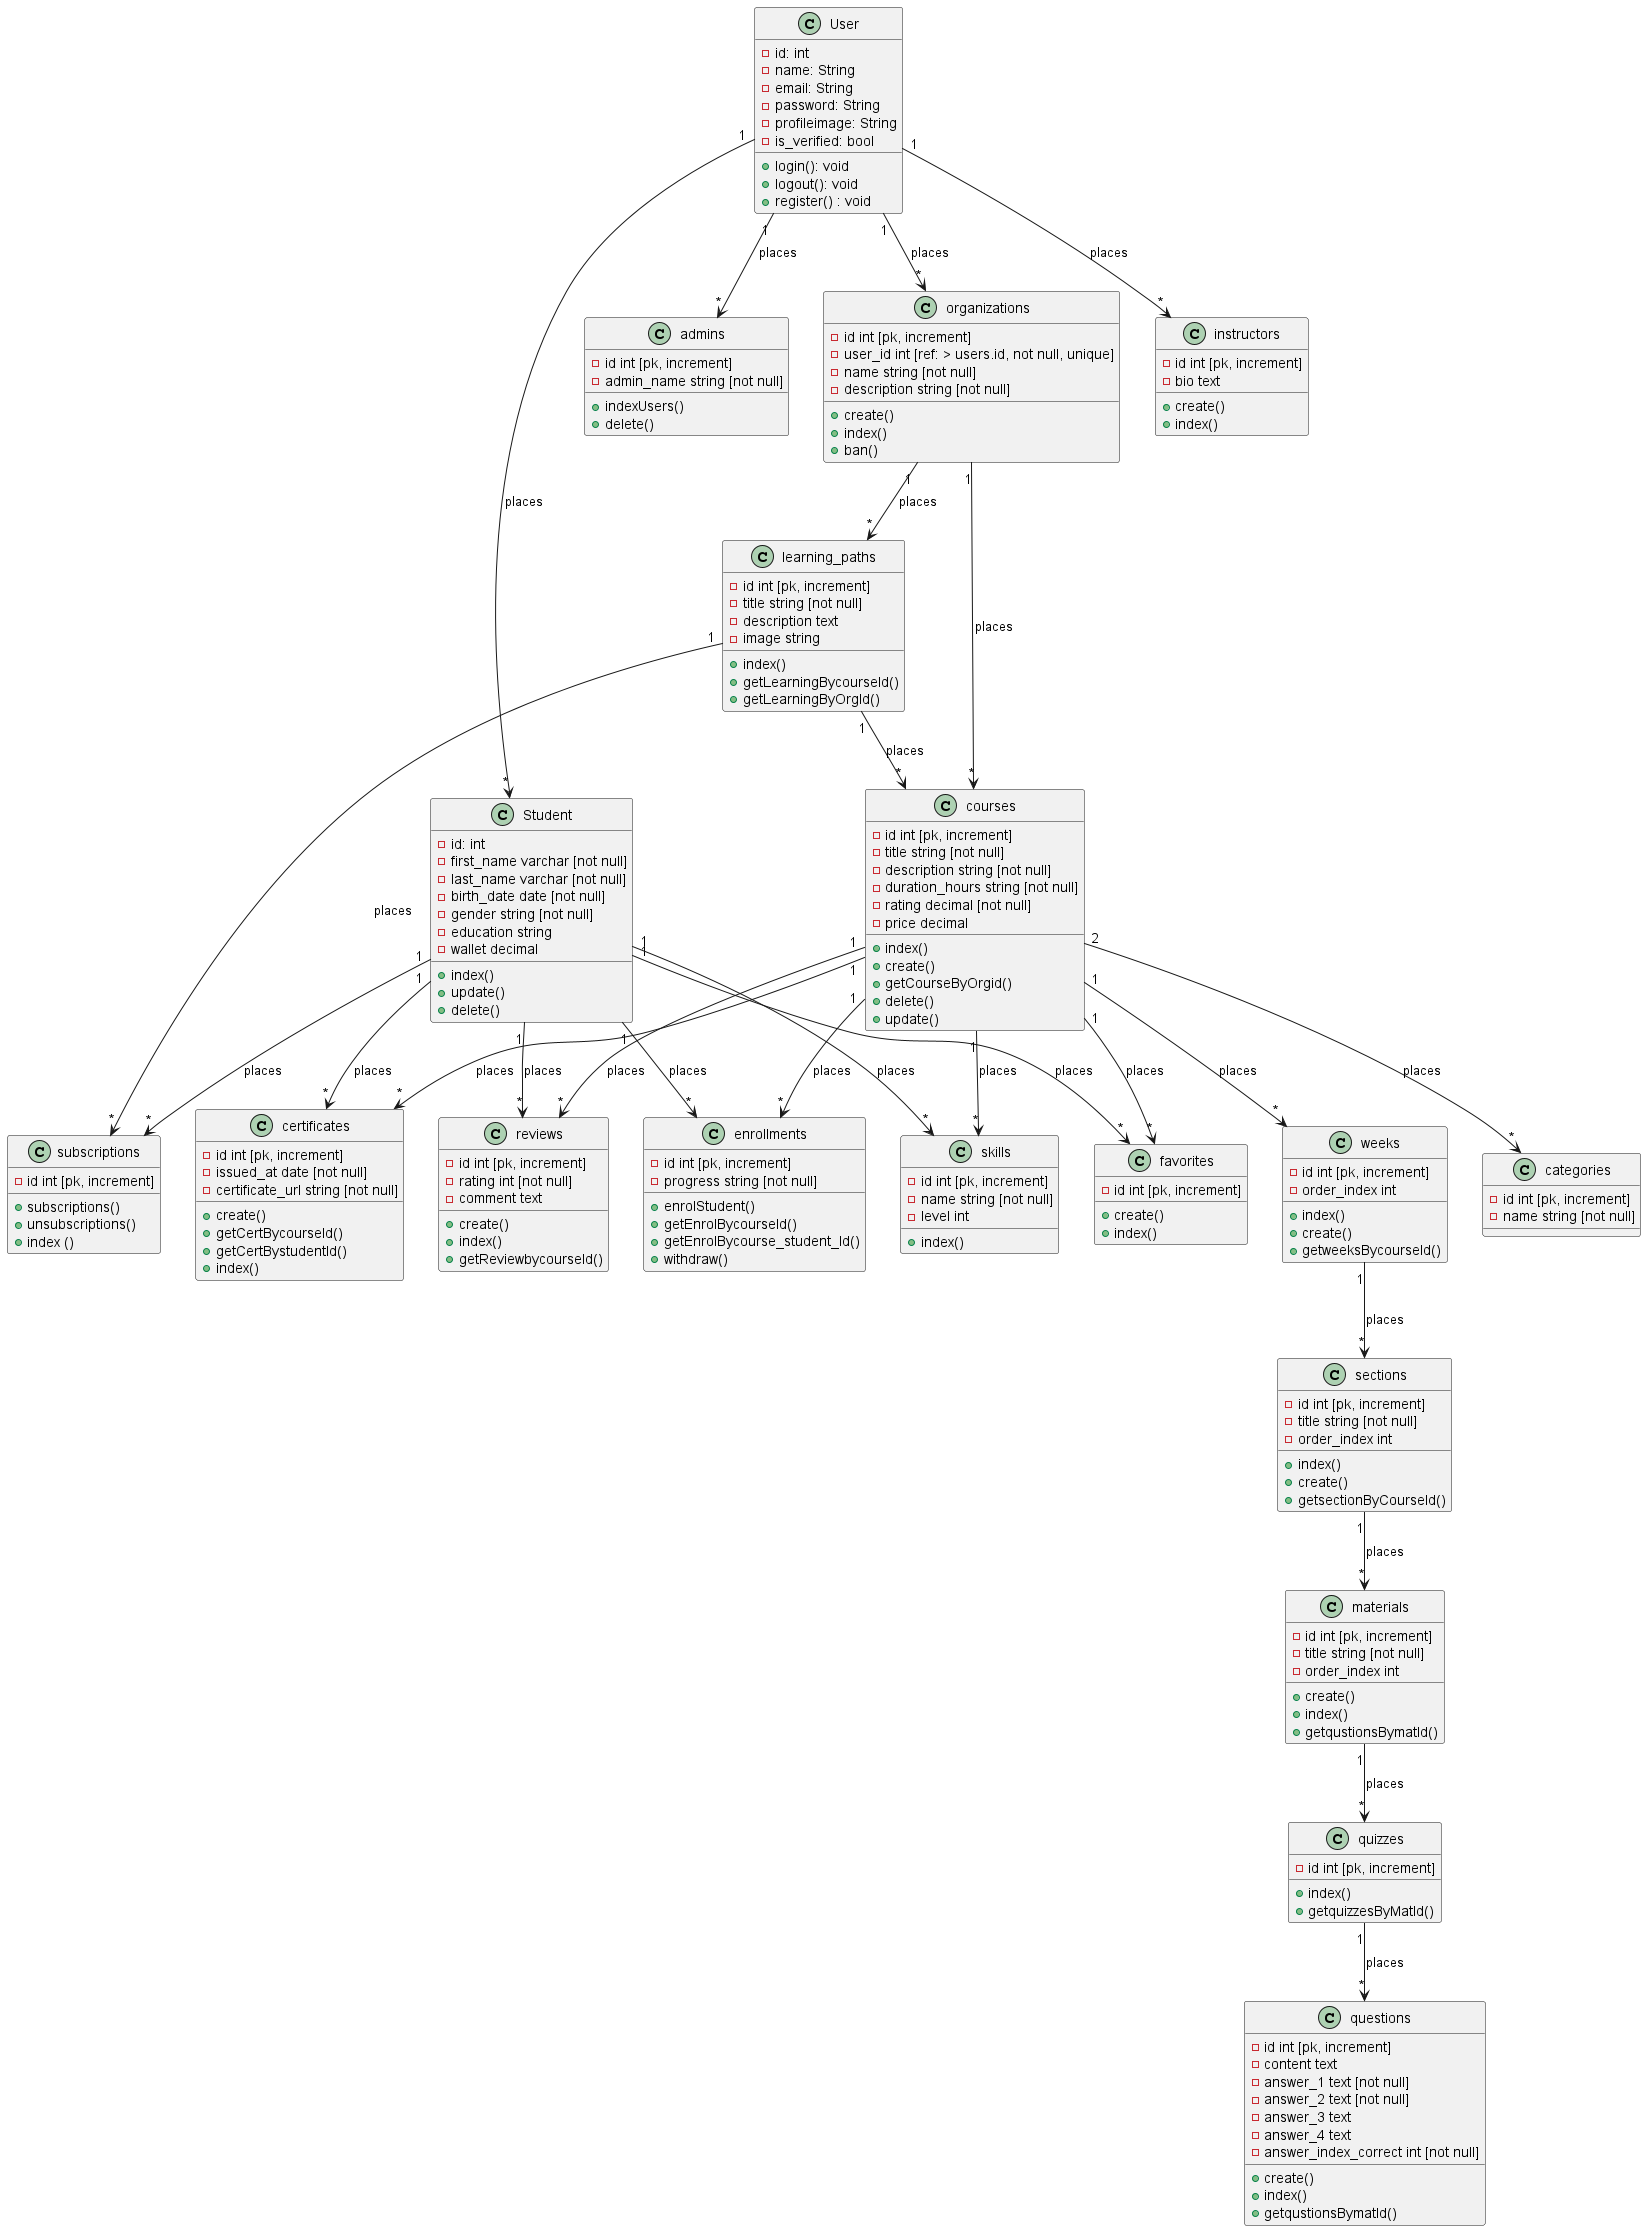 C User
id: int
name: String
email: String
password: String
profileimage: String
is_verified: bool
login(): void
logout(): void
register() : void
1
1
1
1
places
places
places
places
*
*
*
*
C admins
id int [pk, increment]
admin_name string [not null]
indexUsers()
delete()
C organizations
id int [pk, increment]
user_id int [ref: > users.id, not null, unique]
name string [not null]
description string [not null]
create()
index()
ban()
C instructors
id int [pk, increment]
bio text
create()
index()
1
1
places
places
*
*
C learning_paths
id int [pk, increment]
title string [not null]
description text
image string
index()
getLearningBycourseId()
getLearningByOrgId()
1
1
places
places
*
*
C Student
id: int
first_name varchar [not null]
last_name varchar [not null]
birth_date date [not null]
gender string [not null]
education string
wallet decimal
index()
update()
delete()
C courses
id int [pk, increment]
title string [not null]
description string [not null]
duration_hours string [not null]
rating decimal [not null]
price decimal
index()
create()
getCourseByOrgid()
delete()
update()
1
1
1
1
1
1
1
1
1
1
1
1
1
2
places
places
places
places
places
places
places
places
places
places
places
places
places
*
*
*
*
*
*
*
*
*
*
*
*
*
C subscriptions
id int [pk, increment]
subscriptions()
unsubscriptions()
index ()
C certificates
id int [pk, increment]
issued_at date [not null]
certificate_url string [not null]
create()
getCertBycourseId()
getCertBystudentId()
index()
C reviews
id int [pk, increment]
rating int [not null]
comment text
create()
index()
getReviewbycourseId()
C enrollments
id int [pk, increment]
progress string [not null]
enrolStudent()
getEnrolBycourseId()
getEnrolBycourse_student_Id()
withdraw()
C skills
id int [pk, increment]
name string [not null]
level int
index()
C favorites
id int [pk, increment]
create()
index()
C weeks
id int [pk, increment]
order_index int
index()
create()
getweeksBycourseId()
C categories
id int [pk, increment]
name string [not null]
1
places
*
C sections
id int [pk, increment]
title string [not null]
order_index int
index()
create()
getsectionByCourseId()
1
places
*
C materials
id int [pk, increment]
title string [not null]
order_index int
create()
index()
getqustionsBymatId()
1
places
*
C quizzes
id int [pk, increment]
index()
getquizzesByMatId()
1
places
*
C questions
id int [pk, increment]
content text
answer_1 text [not null]
answer_2 text [not null]
answer_3 text
answer_4 text
answer_index_correct int [not null]
create()
index()
getqustionsBymatId()